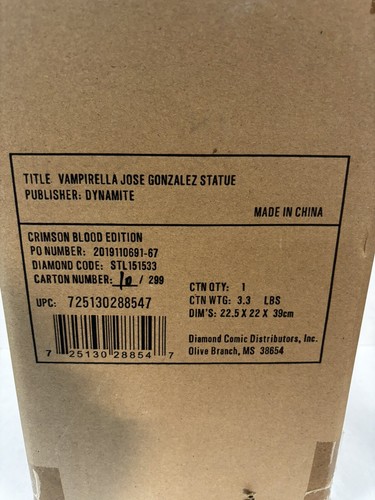 TITLE: VAMPIRELLA JOSE GONZALEZ STATUE
PUBLISHER: DYNAMITE
MADE IN CHINA
CRIMSON BLOOD EDITION
PO NUMBER: 2019110691-67
DIAMOND CODE: STL151533
CARTON NUMBER: 10 / 299
UPC: 725130288547
7 25130 28854 7
CTN QTY: 1
CTN WTG: 3.3 LBS
DIM'S: 22.5 X 22 X 39cm
Diamond Comic Distributors, Inc.
Olive Branch, MS 38654